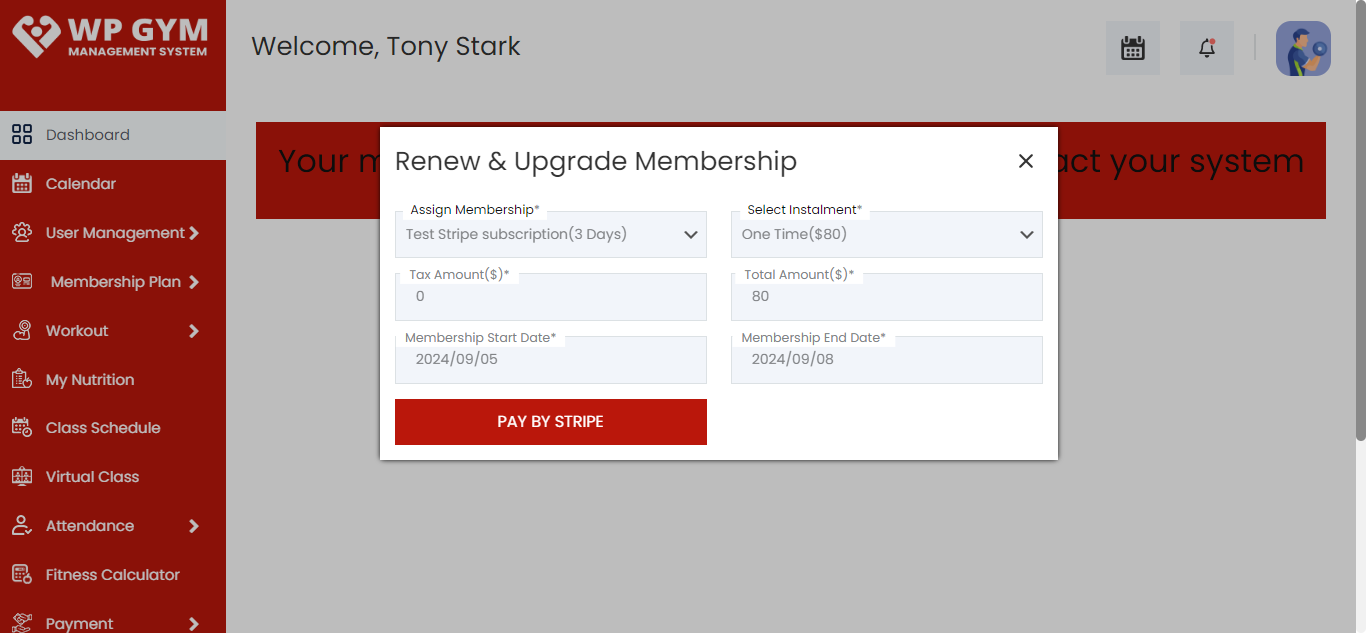 WP GYM
MANAGEMENT SYSTEM
Welcome, Tony Stark
Dashboard
Calendar
User Management
Membership Plan
Workout
My Nutrition
Class Schedule
Virtual Class
Attendance
Fitness Calculator
Payment
Your
your system
Renew & Upgrade Membership
Assign Membership*
Test Stripe subscription(3 Days)
Select Instalment*
One Time($80)
Tax Amount($)*
0
Total Amount($)*
80
Membership Start Date*
2024/09/05
Membership End Date*
2024/09/08
PAY BY STRIPE